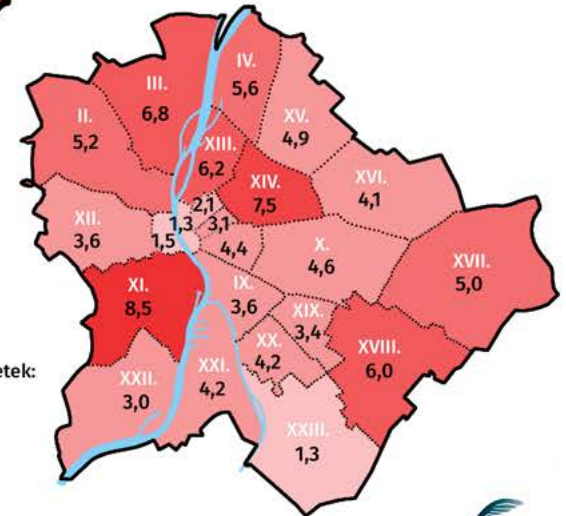 IV.
5,6
III.
6,8
II.
5,2
XV.
4,9
XIII.
6,2
XIV.
7,5
XVI.
4,1
2,1
1,3
3,1
1,5
4,4
XII.
3,6
X.
4,6
XVII.
5,0
XI.
8,5
IX.
3,6
XIX.
3,4
XX.
4,2
XVIII.
6,0
etek:
XXII.
3,0
XXI.
4,2
XXIII.
1,3